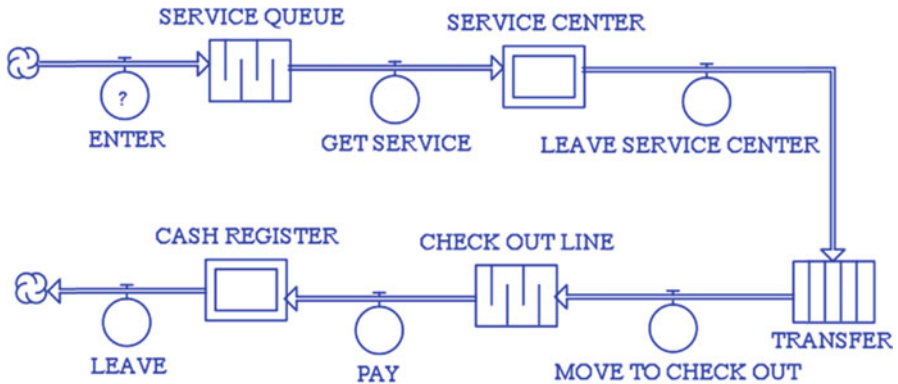 SERVICE QUEUE
SERVICE CENTER
?
ENTER
GET SERVICE
LEAVE SERVICE CENTER
CASH REGISTER
CHECK OUT LINE
TRANSFER
LEAVE
PAY
MOVE TO CHECK OUT